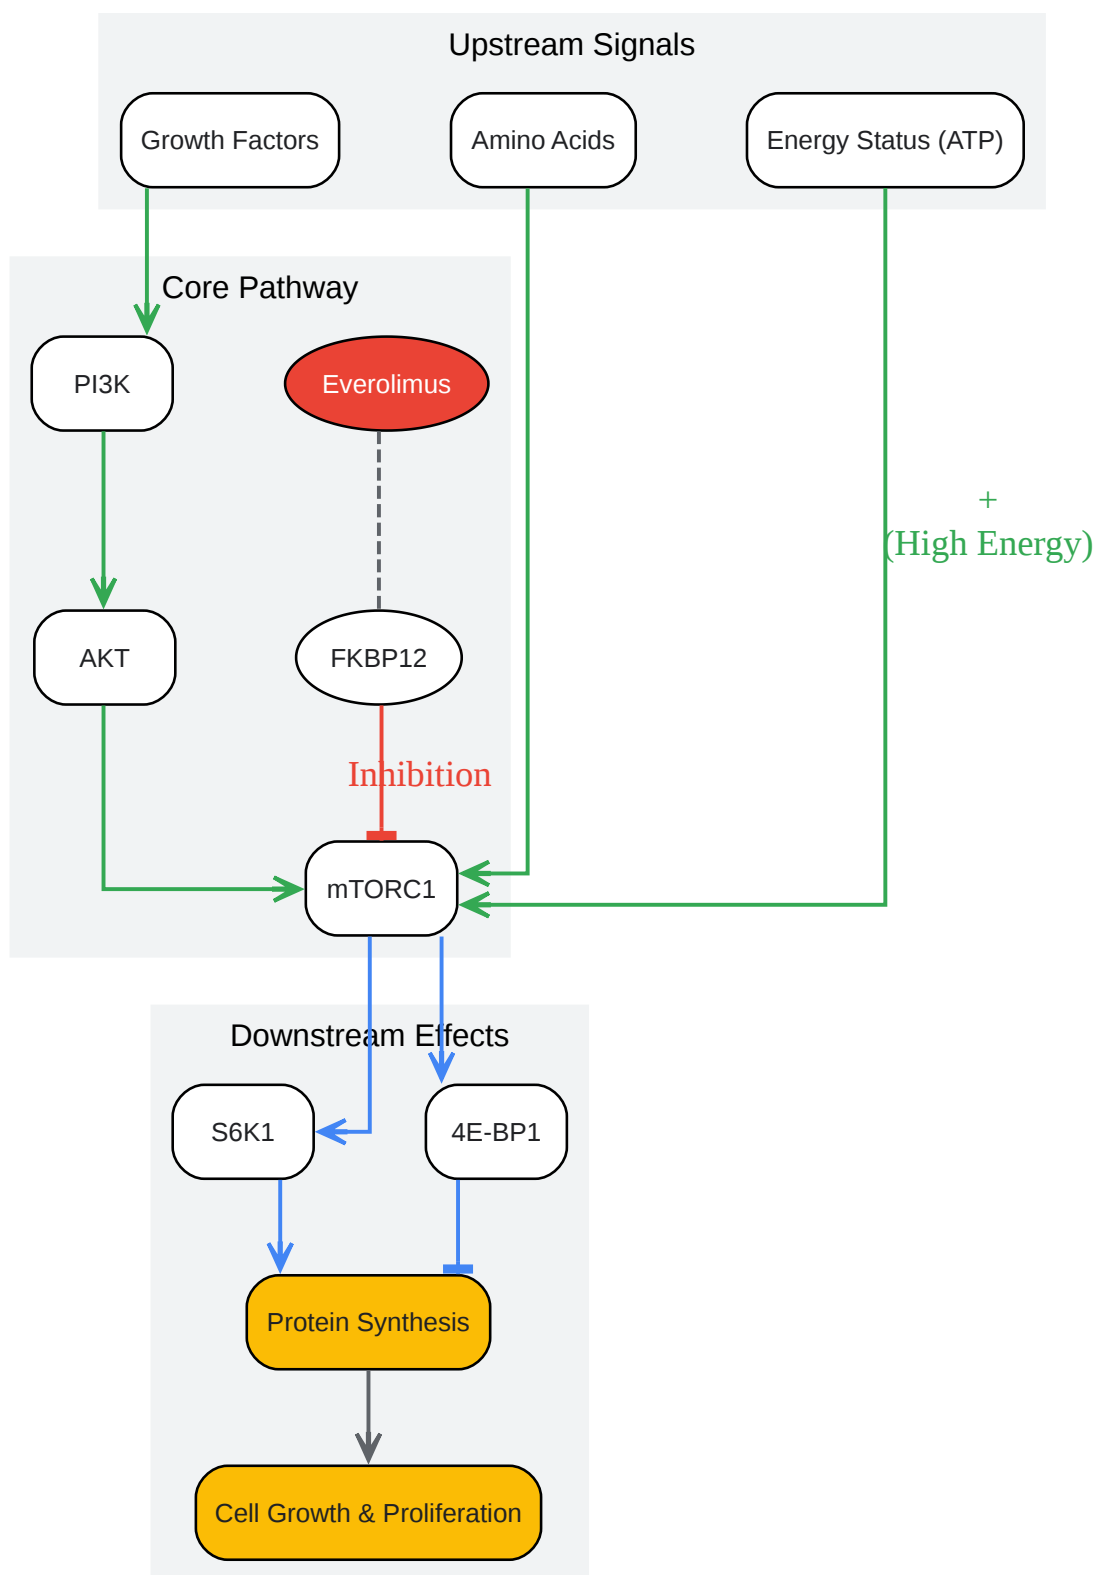 Upstream Signals
Growth Factors
Amino Acids
Energy Status (ATP)
Core Pathway
PI3K
Everolimus
+
(High Energy)
AKT
FKBP12
Inhibition
mTORC1
Downstream Effects
S6K1
4E-BP1
Protein Synthesis
Cell Growth & Proliferation